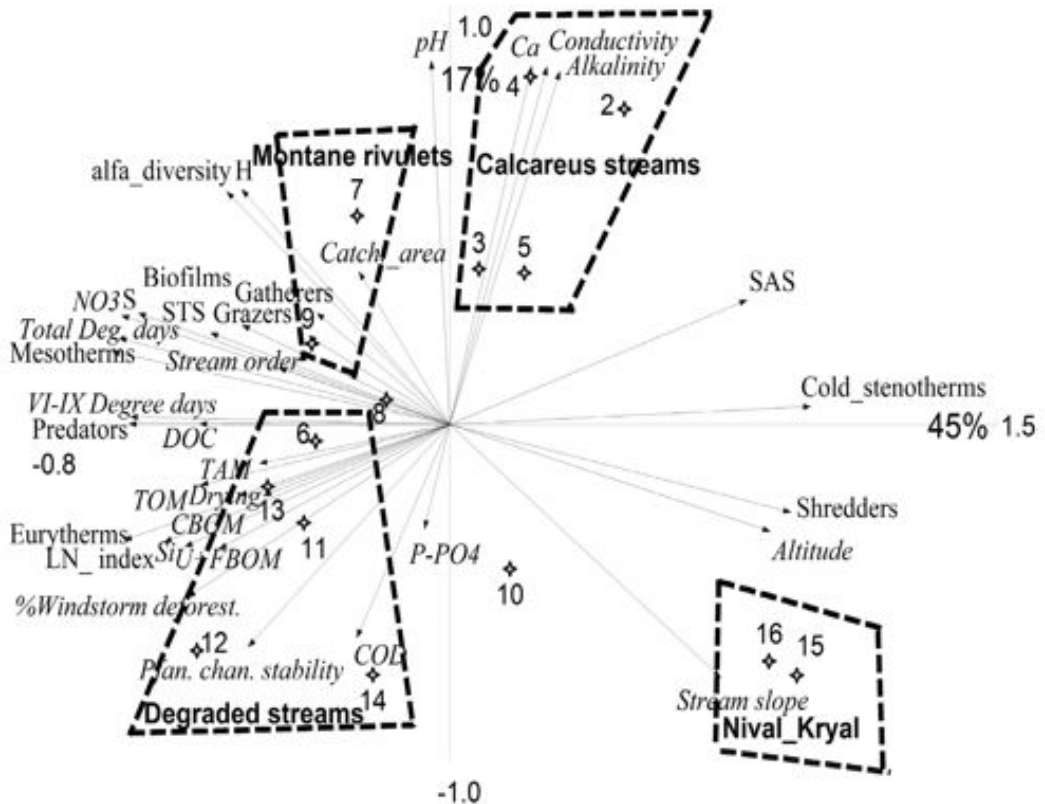 1.0
pH
Ca
Conductivity
17%
4
Alkalinity
2
Montane rivulets
Calcareus streams
alfa_diversity H
7
3
5
Catch_area
SAS
Biofilms
Gatherers
NO3 S
STS Grazers
9
Total Deg. days
Mesotherms
Stream order
Cold_stenotherms
VI-IX Degree days
8
Predators
DOC
6
45% 1.5
-0.8
TAM
TOM Drying
13
Shredders
Eurytherms
CBOM
11
LN_ index
Si U+FBOM
P-PO4
Altitude
10
%Windstorm deforest.
12
16
15
Plan. chan. stability
COD
14
Stream slope
Degraded streams
Nival_Kryal
-1.0